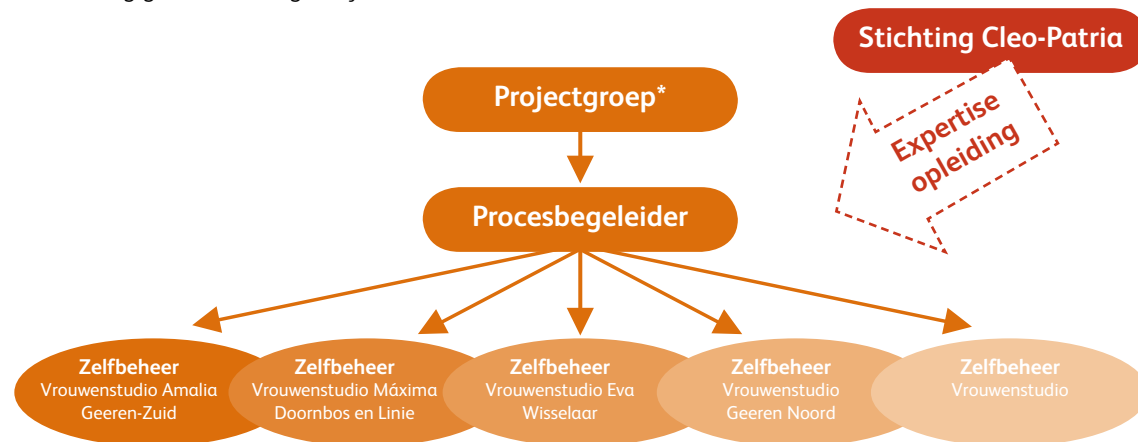 Stichting Cleo-Patria
Projectgroep*
Expertise
opleiding
Procesbegeleider
Zelfbeheer
Vrouwenstudio Amalia
Geeren-Zuid
Zelfbeheer
Vrouwenstudio Máxima
Doornbos en Linie
Zelfbeheer
Vrouwenstudio Eva
Wisselaar
Zelfbeheer
Vrouwenstudio
Geeren Noord
Zelfbeheer
Vrouwenstudio